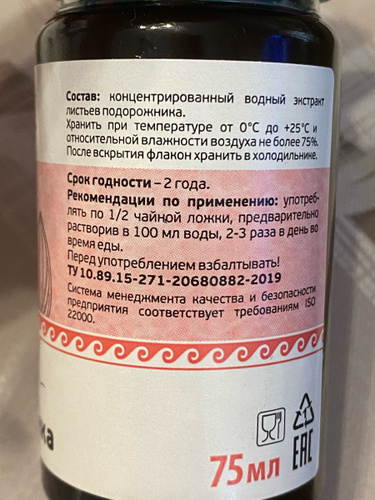 Состав: концентрированный водный экстракт
листьев подорожника.
Хранить при температуре от 0°С до +25°С и
относительной влажности воздуха не более 75%.
После вскрытия флакон хранить в холодильнике.
Срок годности – 2 года.
Рекомендации по применению: употреб-
лять по 1/2 чайной ложки, предварительно
растворив в 100 мл воды, 2-3 раза в день во
время еды.
Перед употреблением взбалтывать!
ТУ 10.89.15-271-20680882-2019
Система менеджмента качества и безопасности
предприятия соответствует требованиям ISO
22000.
75 мл
EAC